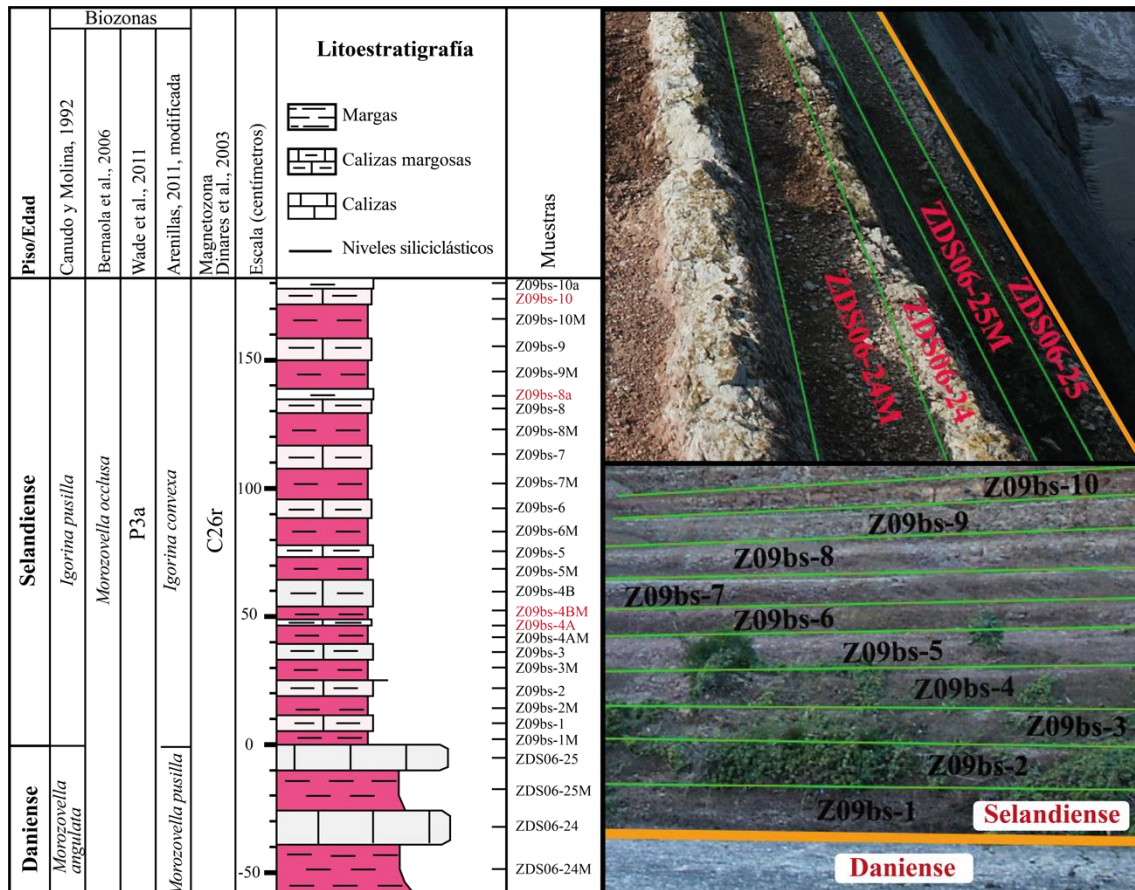 Biozonas
Piso/Edad
Canudo y Molina, 1992
Bernaola et al., 2006
Wade et al., 2011
Arenillas, 2011, modificada
Magnetozona
Dinares et al., 2003
Escala (centímetros)
Litoestratigrafía
Margas
Calizas margosas
Calizas
Niveles siliciclásticos
Muestras
Selandiense
Igorina pusilla
Morozovella occlusa
P3a
Igorina convexa
C26r
Daniense
Morozovella
angulata
Morozovella pusilla
150
100
50
0
-50
Z09bs-10a
Z09bs-10
Z09bs-10M
Z09bs-9
Z09bs-9M
Z09bs-8a
Z09bs-8
Z09bs-8M
Z09bs-7
Z09bs-7M
Z09bs-6
Z09bs-6M
Z09bs-5
Z09bs-5M
Z09bs-4B
Z09bs-4BM
Z09bs-4A
Z09bs-4AM
Z09bs-3
Z09bs-3M
Z09bs-2
Z09bs-2M
Z09bs-1
Z09bs-1M
ZDS06-25
ZDS06-25M
ZDS06-24
ZDS06-24M
ZDS06-24M
ZDS06-24
ZDS06-25M
ZDS06-25
Z09bs-10
Z09bs-9
Z09bs-8
Z09bs-7
Z09bs-6
Z09bs-5
Z09bs-4
Z09bs-3
Z09bs-2
Z09bs-1
Selandiense
Daniense